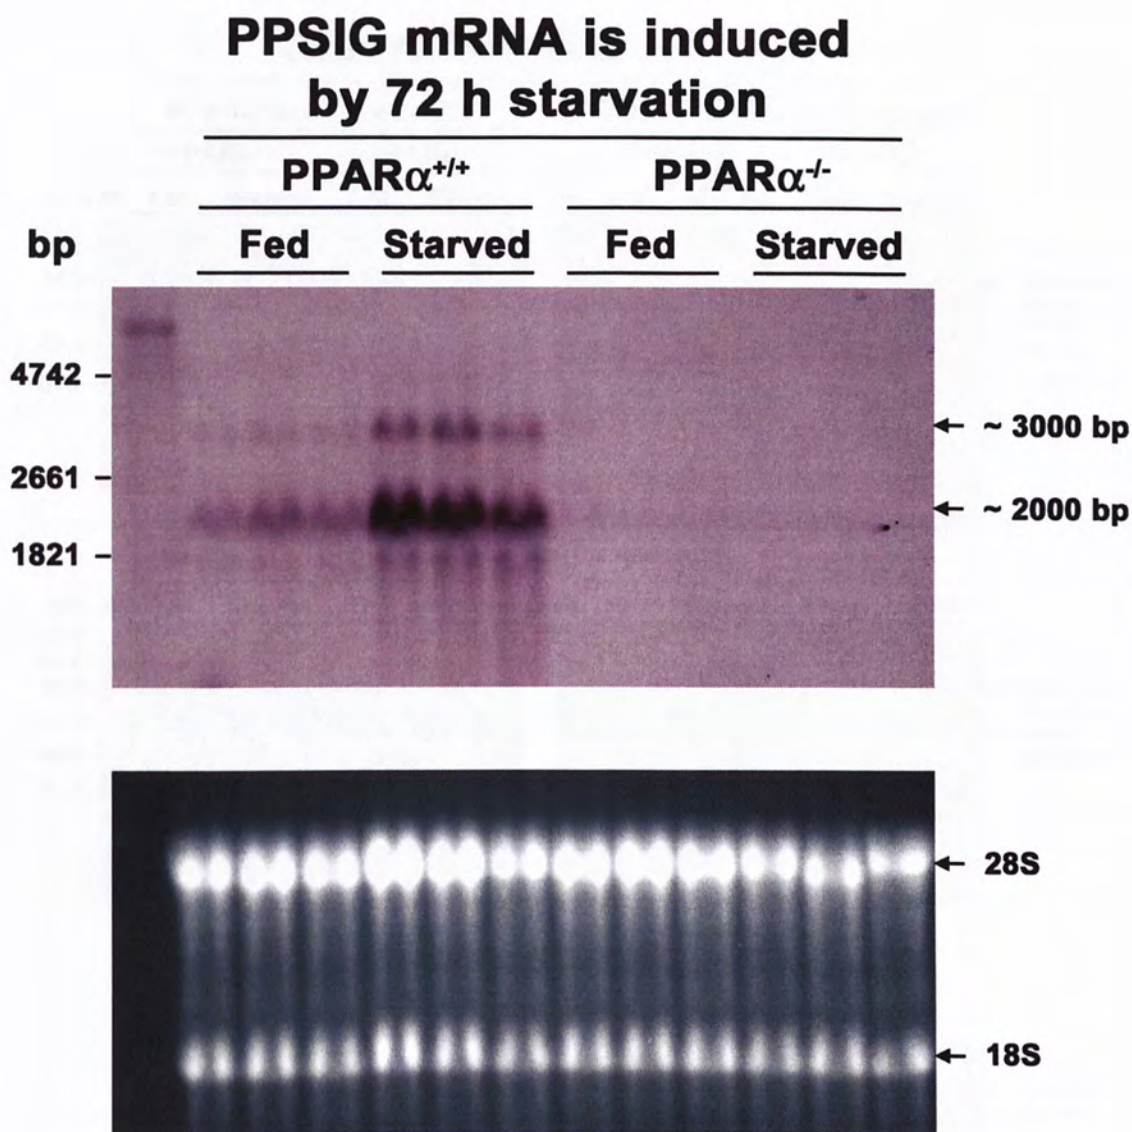 PPSIG mRNA is induced
by 72 h starvation
PPARα+/+ PPARα-/-
bp Fed Starved Fed Starved
4742
~ 3000 bp
2661
~ 2000 bp
1821
28S
18S